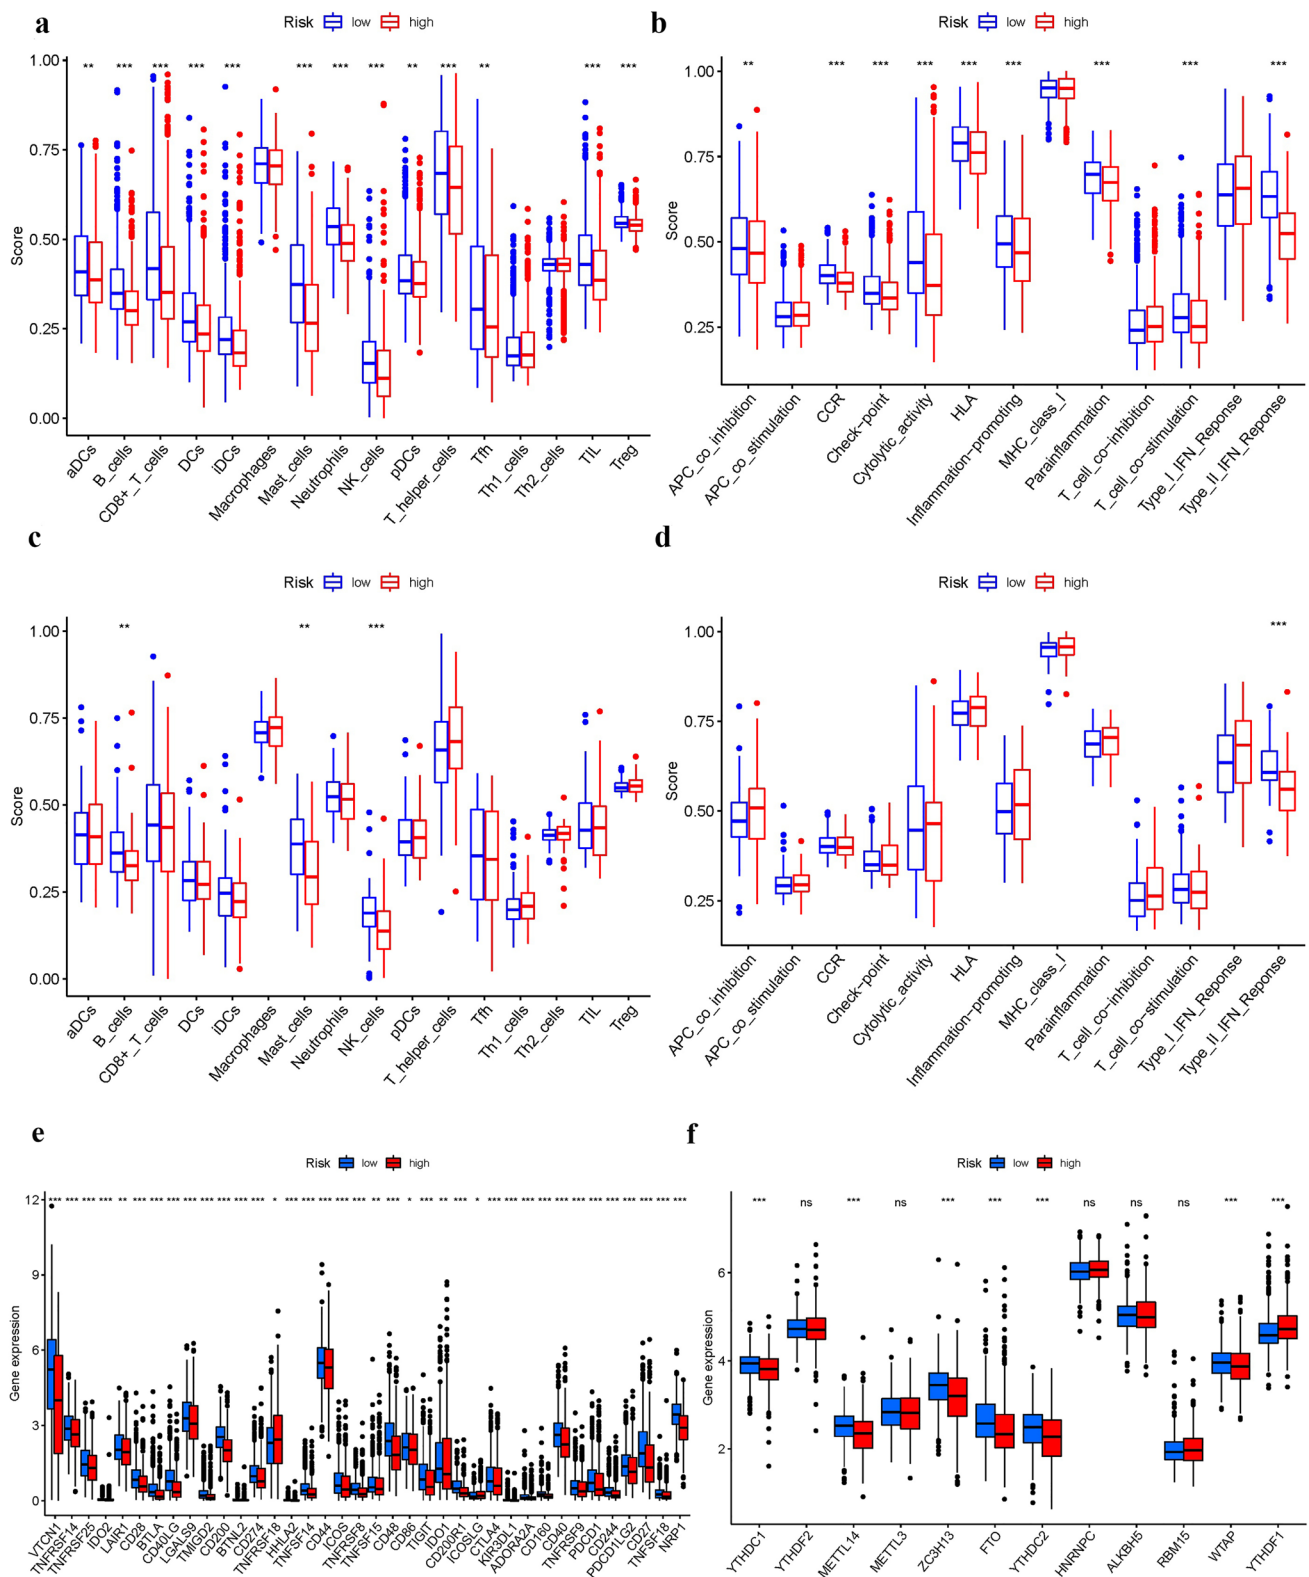 a
Risk low high
** *** *** *** *** *** *** *** ** *** ** *** ***
Score
1.00
0.75
0.50
0.25
0.00
aDCs
B_cells
CD8+_T_cells
DCs
iDCs
Macrophages
Mast_cells
Neutrophils
NK_cells
pDCs
T_helper_cells
Tfh
Th1_cells
Th2_cells
TIL
Treg
b
Risk low high
** *** *** *** *** *** *** *** ***
Score
1.00
0.75
0.50
0.25
APC_co_inhibition
APC_co_stimulation
CCR
Check-point
Cytolytic_activity
HLA
Inflammation-promoting
MHC_class_I
Parainflammation
T_cell_co-inhibition
T_cell_co-stimulation
Type_I_IFN_Reponse
Type_II_IFN_Reponse
c
Risk low high
** ** ***
Score
1.00
0.75
0.50
0.25
0.00
aDCs
B_cells
CD8+_T_cells
DCs
iDCs
Macrophages
Mast_cells
Neutrophils
NK_cells
pDCs
T_helper_cells
Tfh
Th1_cells
Th2_cells
TIL
Treg
d
Risk low high
***
Score
1.00
0.75
0.50
0.25
APC_co_inhibition
APC_co_stimulation
CCR
Check-point
Cytolytic_activity
HLA
Inflammation-promoting
MHC_class_I
Parainflammation
T_cell_co-inhibition
T_cell_co-stimulation
Type_I_IFN_Reponse
Type_II_IFN_Reponse
e
Risk low high
*** *** *** *** ** *** *** *** *** *** *** *** *** * *** *** *** *** *** ** *** * *** ** *** * *** *** *** *** *** *** *** *** *** *** *** ***
Gene expression
12
9
6
3
0
VTCN1
TNFRSF14
TNFRSF25
IDO2
LAIR1
CD28
BTLA
CD40LG
LGALS9
TMIGD2
CD200
BTNL2
CD274
TNFRSF18
HHLA2
TNFSF14
CD44
ICOS
TNFRSF8
TNFSF15
CD48
CD86
TIGIT
IDO1
CD200R1
ICOSLG
CTLA4
KIR3DL1
ADORA2A
CD160
CD40
TNFRSF9
PDCD1
CD244
PDCD1LG2
CD27
TNFSF18
NRP1
f
Risk low high
*** ns *** ns *** *** *** ns ns ns *** ***
Gene expression
6
4
2
YTHDC1
YTHDF2
METTL14
METTL3
ZC3H13
FTO
YTHDC2
HNRNPC
ALKBH5
RBM15
WTAP
YTHDF1